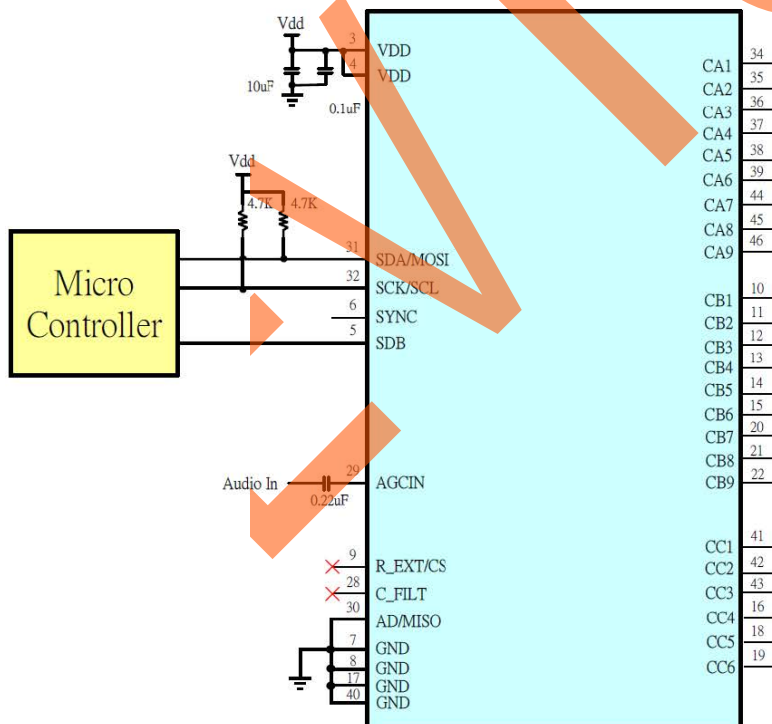 Vdd
3
VDD
4
VDD
10uF
0.1uF
Vdd
4.7K
4.7K
Micro
Controller
31
SDA/MOSI
32
SCK/SCL
6
SYNC
5
SDB
Audio In
0.22uF
29
AGCIN
9
R_EXT/CS
28
C_FILT
30
AD/MISO
7
GND
8
GND
17
GND
40
GND
CA1
34
CA2
35
CA3
36
CA4
37
CA5
38
CA6
39
CA7
44
CA8
45
CA9
46
CB1
10
CB2
11
CB3
12
CB4
13
CB5
14
CB6
15
CB7
20
CB8
21
CB9
22
CC1
41
CC2
42
CC3
43
CC4
16
CC5
18
CC6
19